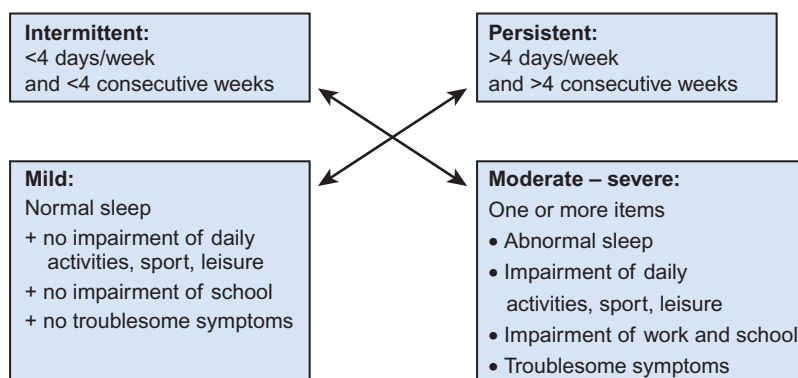 Intermittent:
<4 days/week
and <4 consecutive weeks
Persistent:
>4 days/week
and >4 consecutive weeks
Mild:
Normal sleep
+ no impairment of daily
activities, sport, leisure
+ no impairment of school
+ no troublesome symptoms
Moderate – severe:
One or more items
• Abnormal sleep
• Impairment of daily
activities, sport, leisure
• Impairment of work and school
• Troublesome symptoms